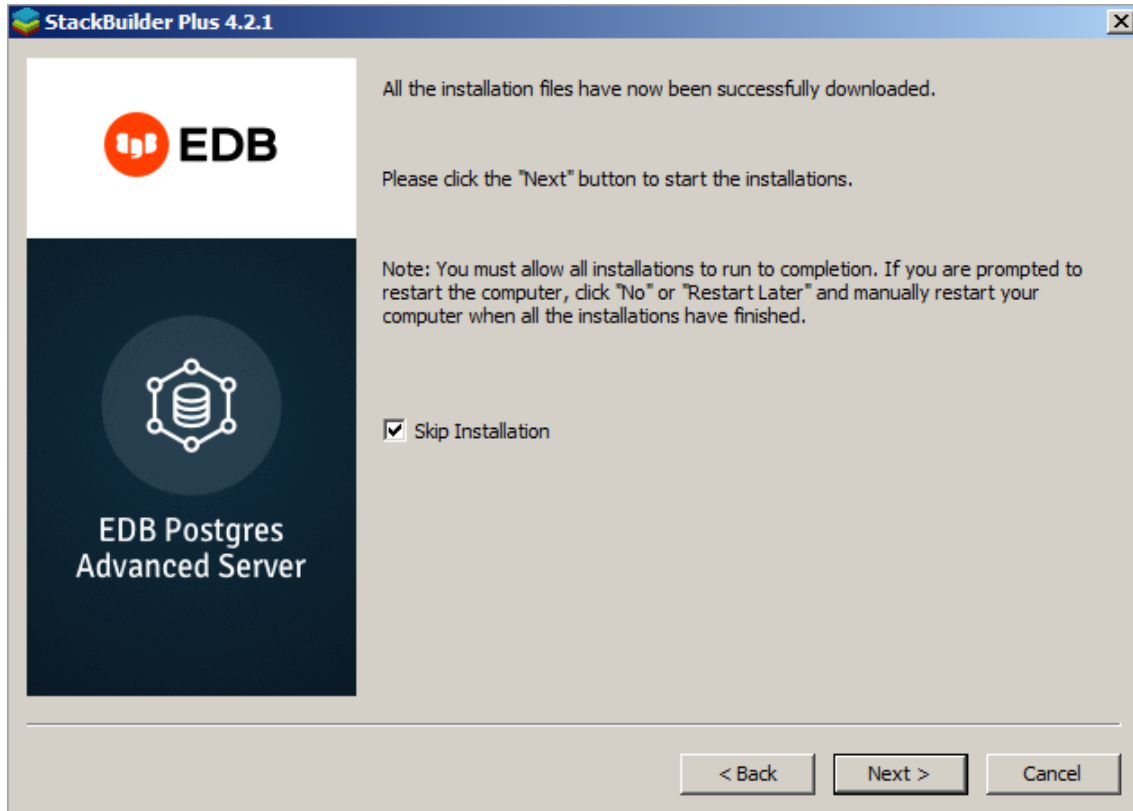 StackBuilder Plus 4.2.1
EDB
EDB Postgres
Advanced Server
All the installation files have now been successfully downloaded.
Please click the "Next" button to start the installations.
Note: You must allow all installations to run to completion. If you are prompted to
restart the computer, click "No" or "Restart Later" and manually restart your
computer when all the installations have finished.
Skip Installation
< Back
Next >
Cancel